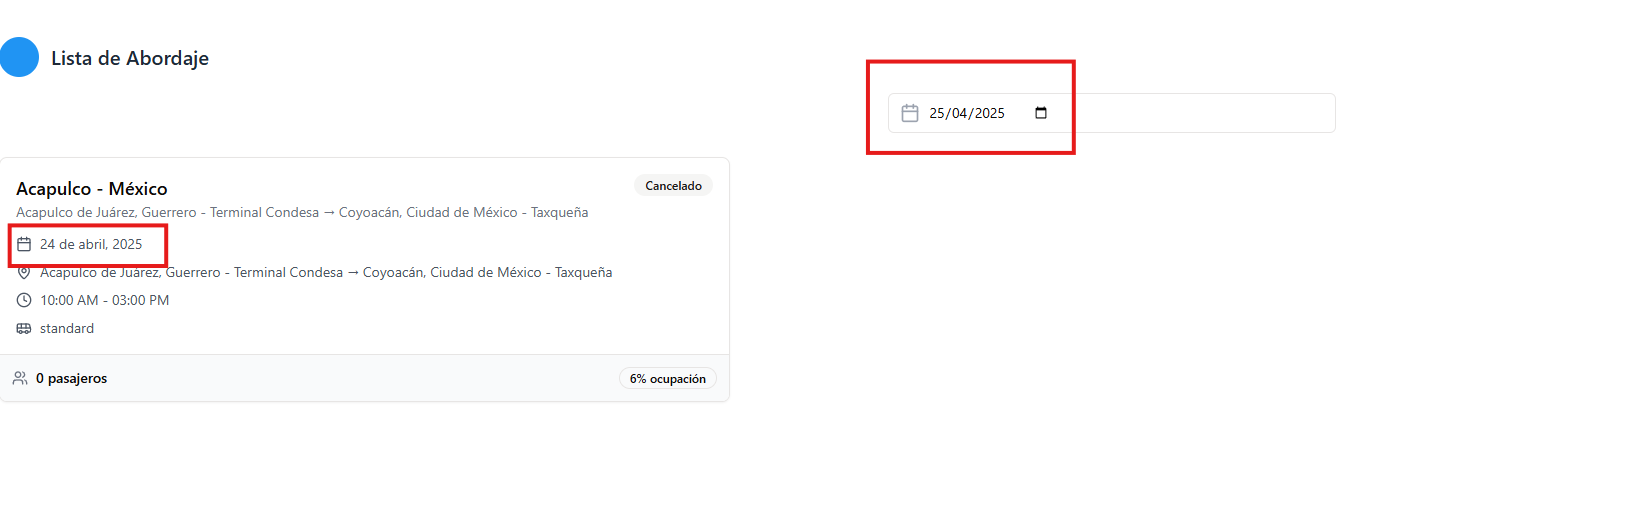 Lista de Abordaje
25/04/2025
Acapulco - México
Cancelado
Acapulco de Juárez, Guerrero - Terminal Condesa → Coyoacán, Ciudad de México - Taxqueña
24 de abril, 2025
Acapulco de Juárez, Guerrero - Terminal Condesa → Coyoacán, Ciudad de México - Taxqueña
10:00 AM - 03:00 PM
standard
0 pasajeros
6% ocupación